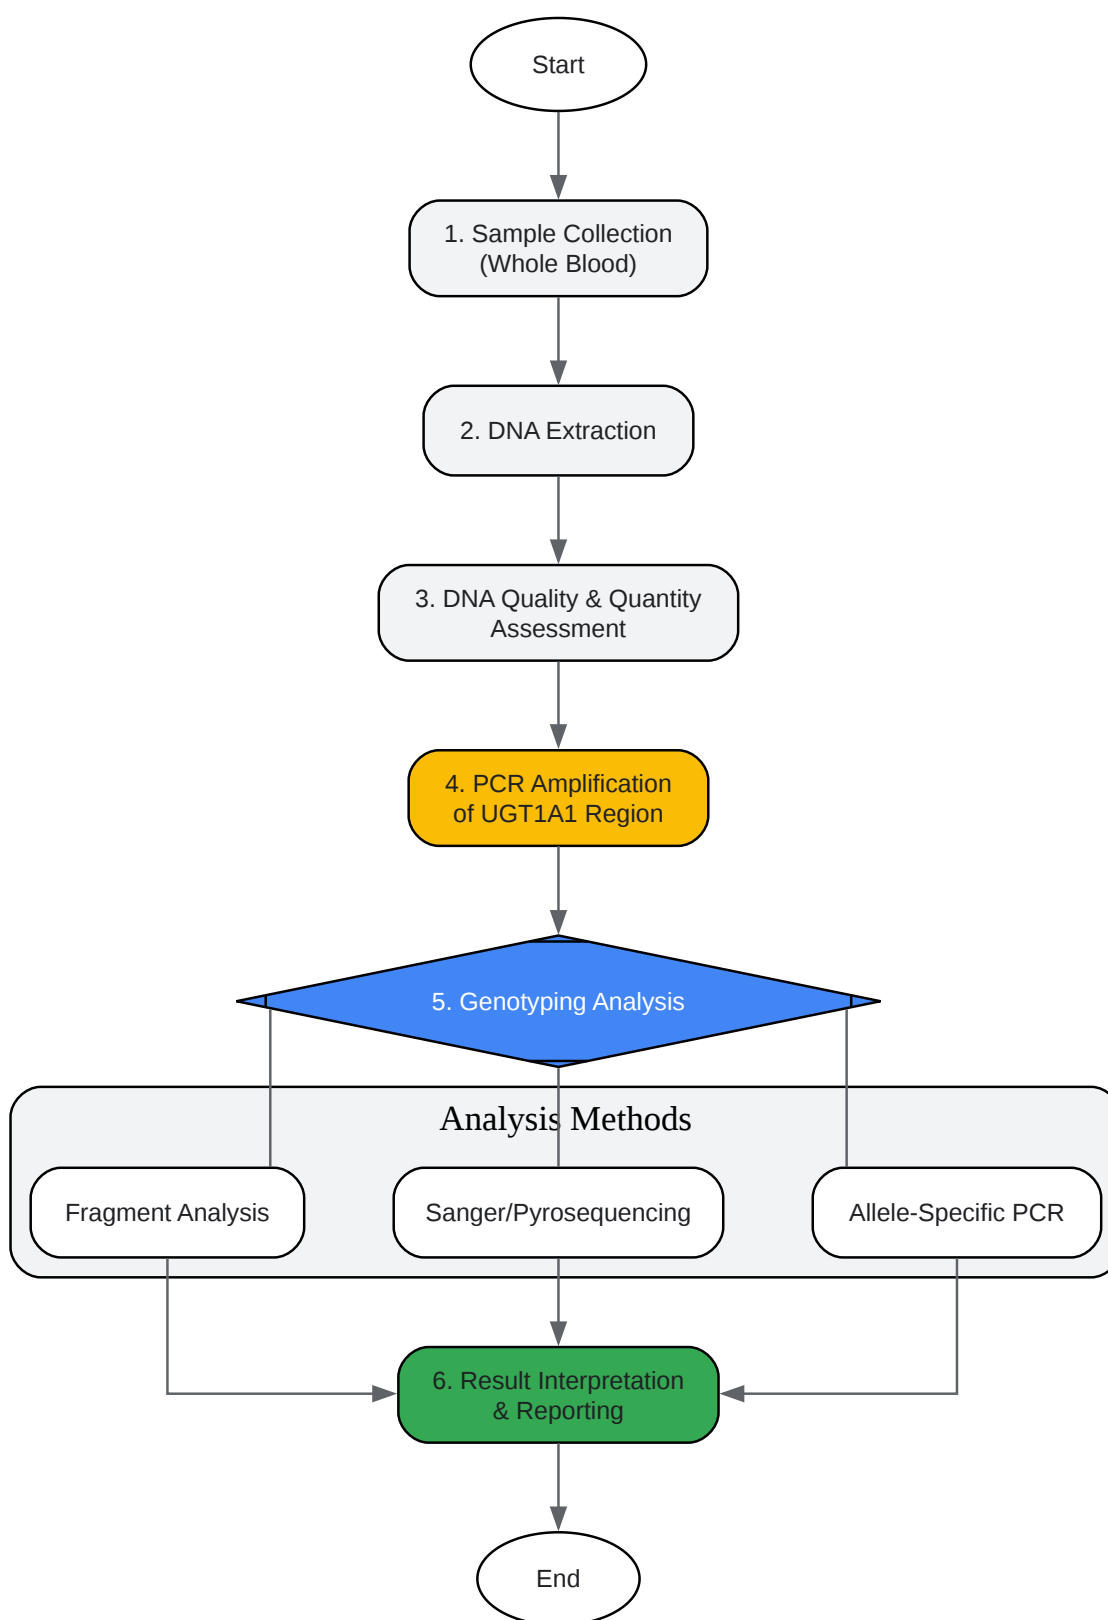 Start
1. Sample Collection
(Whole Blood)
2. DNA Extraction
3. DNA Quality & Quantity
Assessment
4. PCR Amplification
of UGT1A1 Region
5. Genotyping Analysis
Analysis Methods
Fragment Analysis
Sanger/Pyrosequencing
Allele-Specific PCR
6. Result Interpretation
& Reporting
End